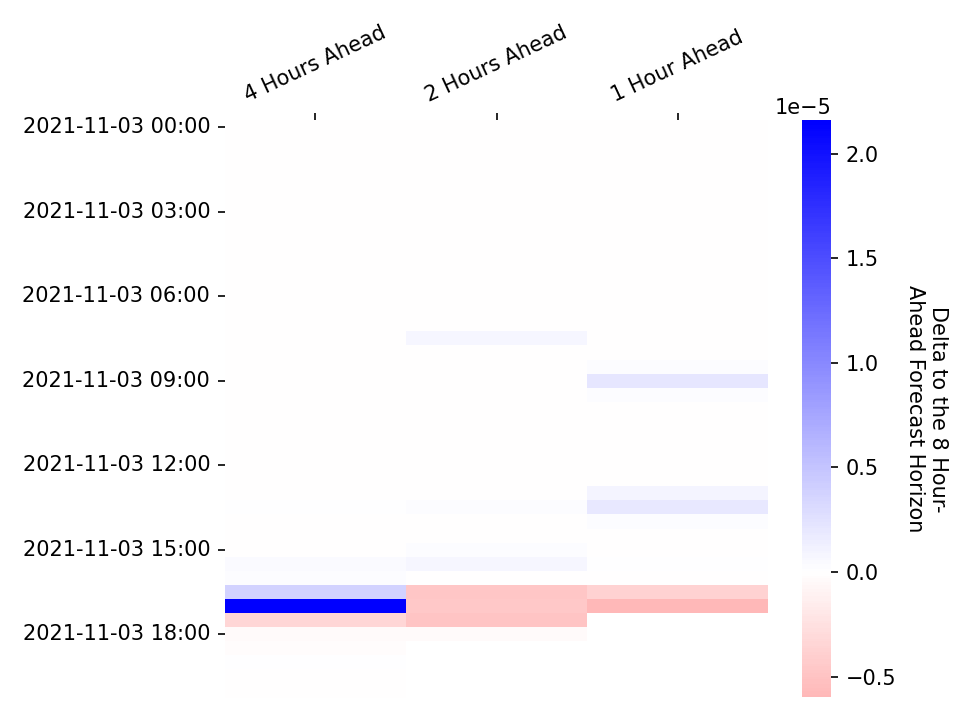 4 Hours Ahead
2 Hours Ahead
1 Hour Ahead
1e−5
2021-11-03 00:00
2021-11-03 03:00
2021-11-03 06:00
2021-11-03 09:00
2021-11-03 12:00
2021-11-03 15:00
2021-11-03 18:00
2.0
1.5
1.0
0.5
0.0
−0.5
Delta to the 8 Hour-
Ahead Forecast Horizon